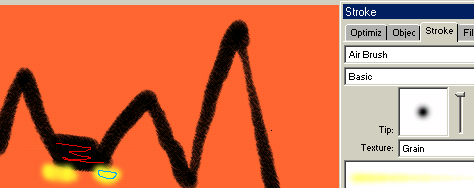 Stroke
Optimiz Objec Stroke Fil
Air Brush
Basic
Tip:
Texture: Grain